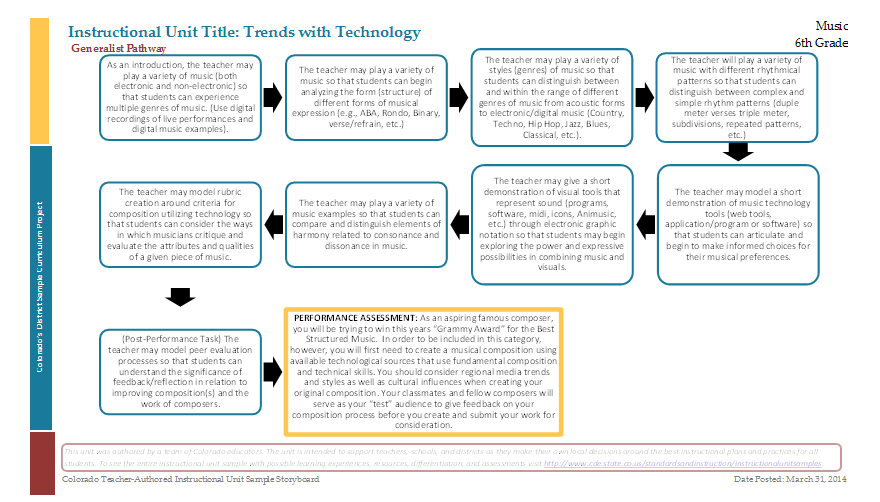 Instructional Unit Title: Trends with Technology
Generalist Pathway
Music
6th Grade
As an introduction, the teacher may
play a variety of music (both
electronic and non-electronic) so
that students can experience
multiple genres of music. (Use digital
recordings of live performances and
digital music examples).
The teacher may play a variety of
music so that students can begin
analyzing the form (structure) of
different forms of musical
expression (e.g., ABA, Rondo, Binary,
verse/refrain, etc.)
The teacher may play a variety of
styles (genres) of music so that
students can distinguish between
and within the range of different
genres of music from acoustic forms
to electronic/digital music (Country,
Techno, Hip Hop, Jazz, Blues,
Classical, etc.).
The teacher will play a variety of
music with different rhythmical
patterns so that students can
distinguish between complex and
simple rhythm patterns (duple
meter verses triple meter,
subdivisions, repeated patterns,
etc.)
The teacher may model rubric
creation around criteria for
composition utilizing technology so
that students can consider the ways
in which musicians critique and
evaluate the attributes and qualities
of a given piece of music.
The teacher may play a variety of
music examples so that students can
compare and distinguish elements of
harmony related to consonance and
dissonance in music.
The teacher may give a short
demonstration of visual tools that
represent sound (programs,
software, midi, icons, Animusic,
etc.) through electronic graphic
notation so that students may begin
exploring the power and expressive
possibilities in combining music and
visuals.
The teacher may model a short
demonstration of music technology
tools (web tools,
application/program or software) so
that students can articulate and
begin to make informed choices for
their musical preferences.
(Post-Performance Task) The
teacher may model peer evaluation
processes so that students can
understand the significance of
feedback/reflection in relation to
improving composition(s) and the
work of composers.
PERFORMANCE ASSESSMENT: As an aspiring famous composer,
you will be trying to win this years “Grammy Award” for the Best
Structured Music. In order to be included in this category,
however, you will first need to create a musical composition using
available technological sources that use fundamental composition
and technical skills. You should consider regional media trends
and styles as well as cultural influences when creating your
original composition. Your classmates and fellow composers will
serve as your “test” audience to give feedback on your
composition process before you create and submit your work for
consideration.
Colorado’s District Sample Curriculum Project
This unit was authored by a team of Colorado educators. The unit is intended to support teachers, schools, and districts as they make their own local decisions around the best instructional plans and practices for all
students. To see the entire instructional unit sample with possible learning experiences, resources, differentiation, and assessments visit http://www.cde.state.co.us/standardsandinstruction/instructionalunitsamples.
Colorado Teacher-Authored Instructional Unit Sample Storyboard
Date Posted: March 31, 2014